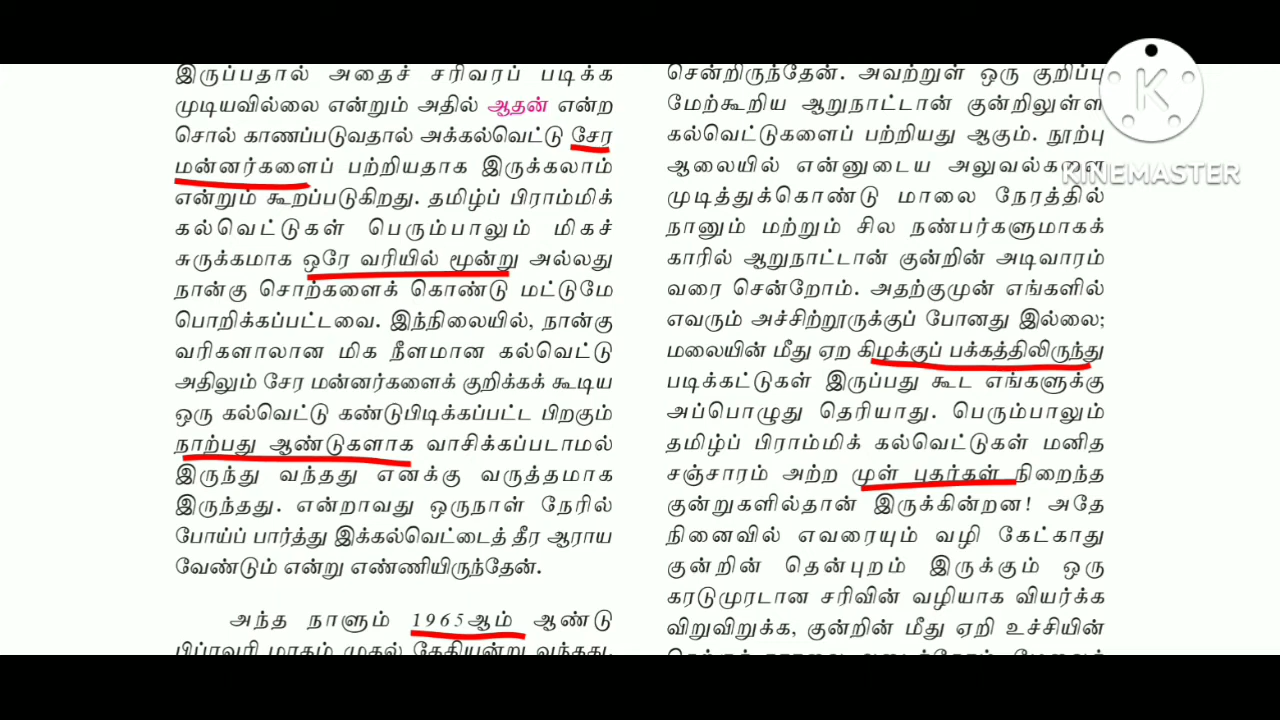 இருப்பதால் அதைச் சரிவரப் படிக்க
முடியவில்லை என்றும் அதில் ஆதன் என்ற
சொல் காணப்படுவதால் அக்கல்வெட்டு சேர
மன்னர்களைப் பற்றியதாக இருக்கலாம்
என்றும் கூறப்படுகிறது. தமிழ்ப் பிராம்மிக்
கல்வெட்டுகள் பெரும்பாலும் மிகச்
சுருக்கமாக ஒரே வரியில் மூன்று அல்லது
நான்கு சொற்களைக் கொண்டு மட்டுமே
பொறிக்கப்பட்டவை. இந்நிலையில், நான்கு
வரிகளாலான மிக நீளமான கல்வெட்டு
அதிலும் சேர மன்னர்களைக் குறிக்கக் கூடிய
ஒரு கல்வெட்டு கண்டுபிடிக்கப்பட்ட பிறகும்
நாற்பது ஆண்டுகளாக வாசிக்கப்படாமல்
இருந்து வந்தது எனக்கு வருத்தமாக
இருந்தது. என்றாவது ஒருநாள் நேரில்
போய்ப் பார்த்து இக்கல்வெட்டைத் தீர ஆராய
வேண்டும் என்று எண்ணியிருந்தேன்.
அந்த நாளும் 1965ஆம் ஆண்டு
பிப்ரவரி மாதம் முதல் தேதியன்று வந்தது.
சென்றிருந்தேன். அவற்றுள் ஒரு குறிப்பு
மேற்கூறிய ஆறுநாட்டான் குன்றிலுள்ள
கல்வெட்டுகளைப் பற்றியது ஆகும். நூற்பு
ஆலையில் என்னுடைய அலுவல்களை
முடித்துக்கொண்டு மாலை நேரத்தில்
நானும் மற்றும் சில நண்பர்களுமாகக்
காரில் ஆறுநாட்டான் குன்றின் அடிவாரம்
வரை சென்றோம். அதற்குமுன் எங்களில்
எவரும் அச்சிற்றூருக்குப் போனது இல்லை;
மலையின் மீது ஏற கிழக்குப் பக்கத்திலிருந்து
படிக்கட்டுகள் இருப்பது கூட எங்களுக்கு
அப்பொழுது தெரியாது. பெரும்பாலும்
தமிழ்ப் பிராம்மிக் கல்வெட்டுகள் மனித
சஞ்சாரம் அற்ற முள் புதர்கள் நிறைந்த
குன்றுகளில்தான் இருக்கின்றன! அதே
நினைவில் எவரையும் வழி கேட்காது
குன்றின் தென்புறம் இருக்கும் ஒரு
கரடுமுரடான சரிவின் வழியாக வியர்க்க
விறுவிறுக்க, குன்றின் மீது ஏறி உச்சியின்
K
KINEMASTER